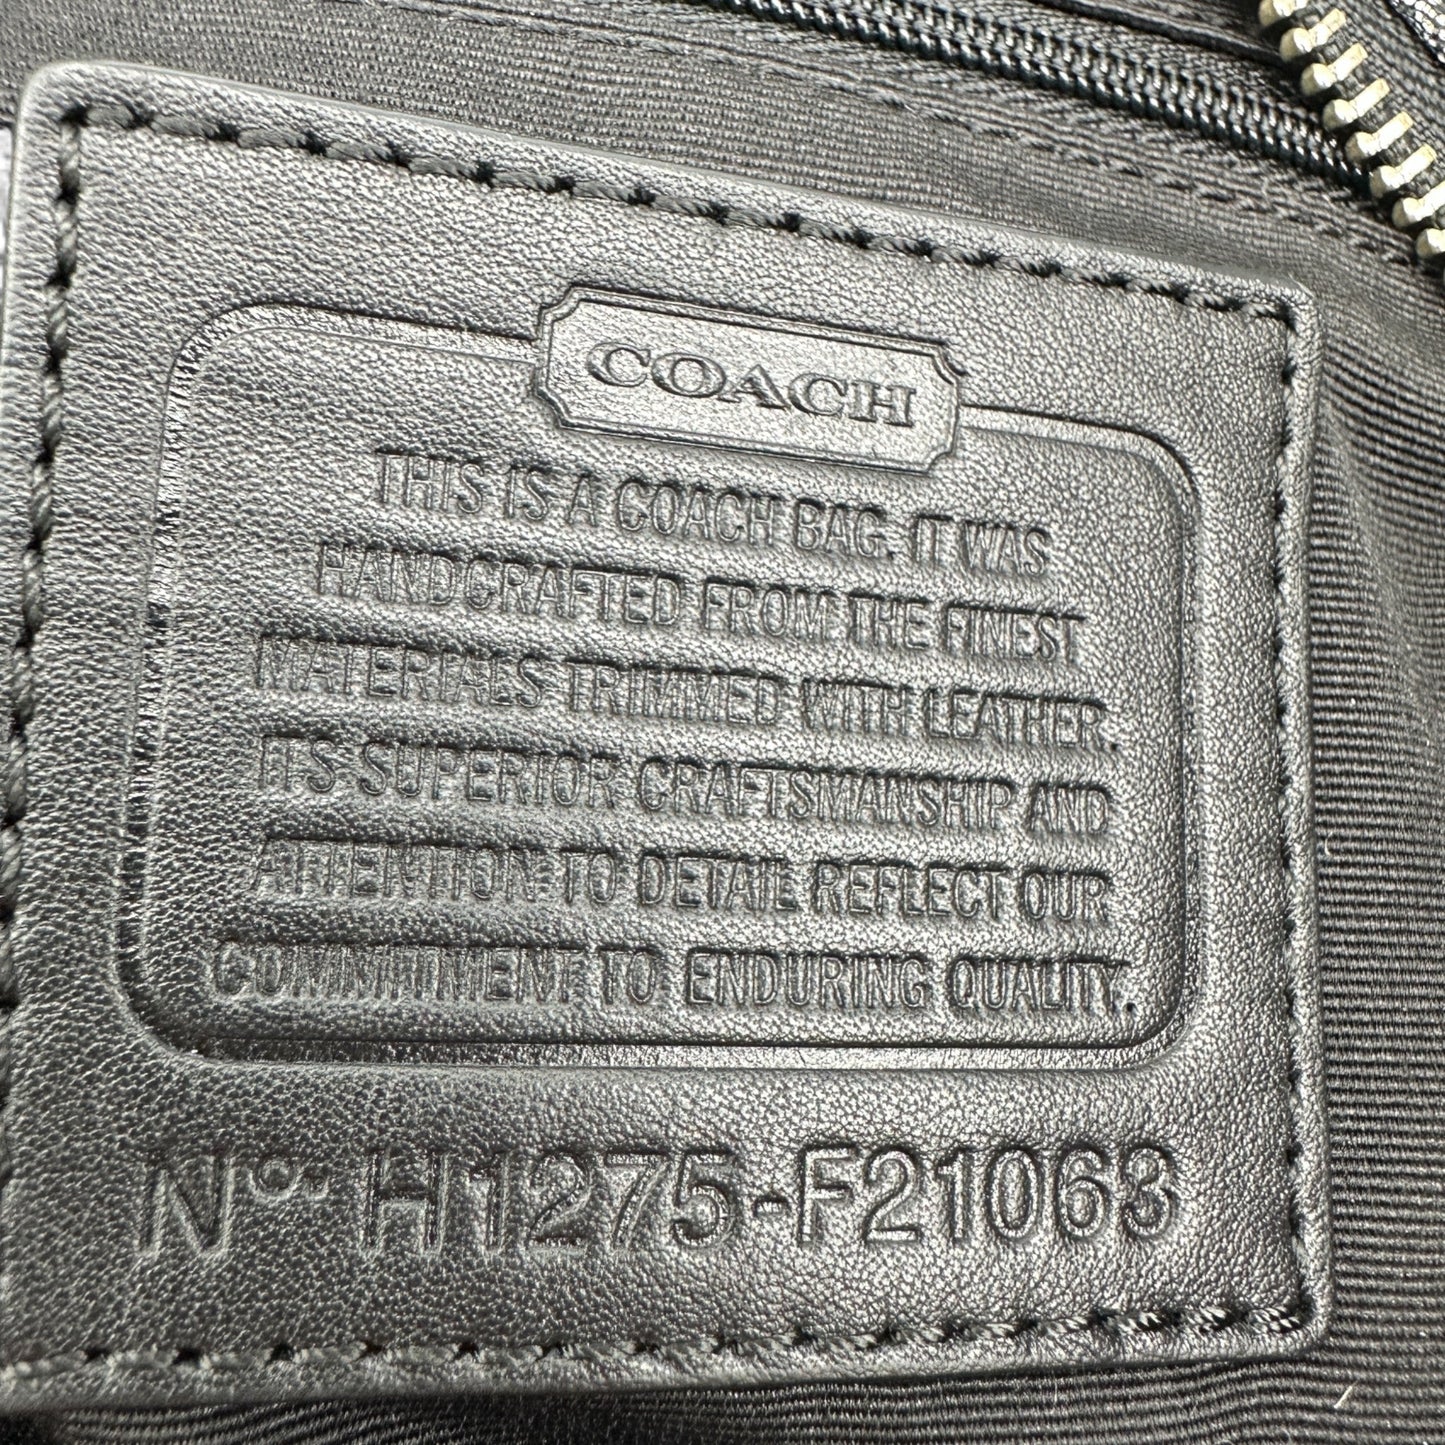 COACH
THIS IS A COACH BAG. IT WAS
HANDCRAFTED FROM THE FINEST
MATERIALS TRIMMED WITH LEATHER.
ITS SUPERIOR CRAFTSMANSHIP AND
ATTENTION TO DETAIL REFLECT OUR
COMMITMENT TO ENDURING QUALITY.
Nº- H1275-F21063